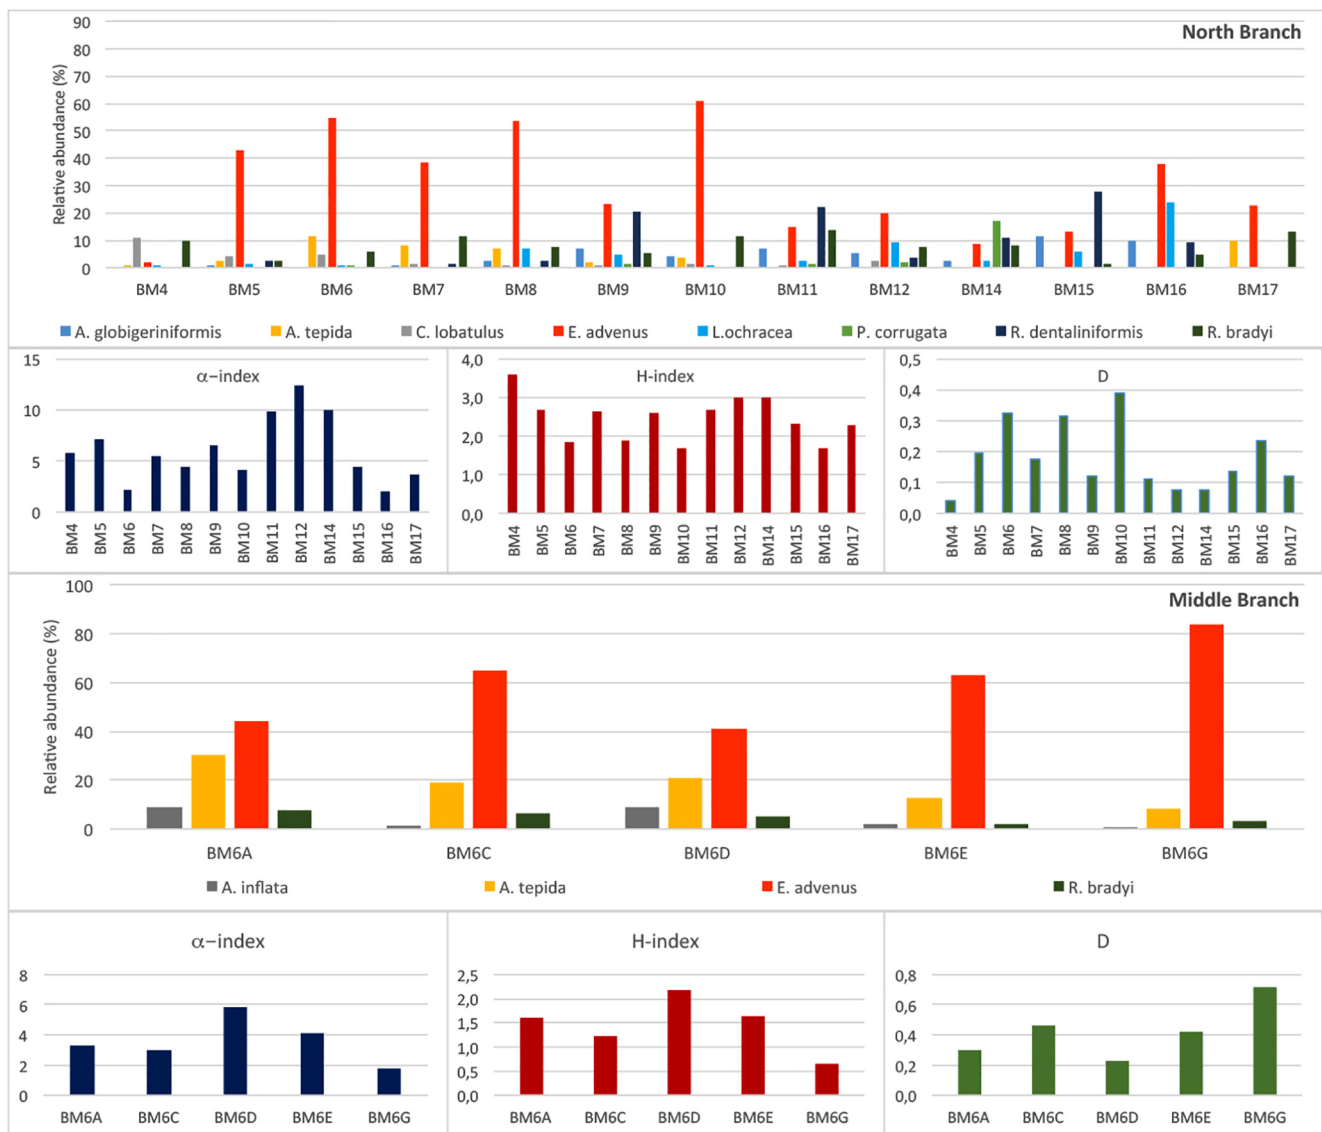 North Branch
Relative abundance (%)
90
80
70
60
50
40
30
20
10
0
BM4 BM5 BM6 BM7 BM8 BM9 BM10 BM11 BM12 BM14 BM15 BM16 BM17
A. globigeriniformis A. tepida C. lobatulus E. advenus L.ochracea P. corrugata R. dentaliniformis R. bradyi
α−index
15
10
5
0
BM4 BM5 BM6 BM7 BM8 BM9 BM10 BM11 BM12 BM14 BM15 BM16 BM17
H-index
4,0
3,0
2,0
1,0
0,0
BM4 BM5 BM6 BM7 BM8 BM9 BM10 BM11 BM12 BM14 BM15 BM16 BM17
D
0,5
0,4
0,3
0,2
0,1
0,0
BM4 BM5 BM6 BM7 BM8 BM9 BM10 BM11 BM12 BM14 BM15 BM16 BM17
Middle Branch
Relative abundance (%)
100
80
60
40
20
0
BM6A BM6C BM6D BM6E BM6G
A. inflata A. tepida E. advenus R. bradyi
α−index
8
6
4
2
0
BM6A BM6C BM6D BM6E BM6G
H-index
2,5
2,0
1,5
1,0
0,5
0,0
BM6A BM6C BM6D BM6E BM6G
D
0,8
0,6
0,4
0,2
0,0
BM6A BM6C BM6D BM6E BM6G